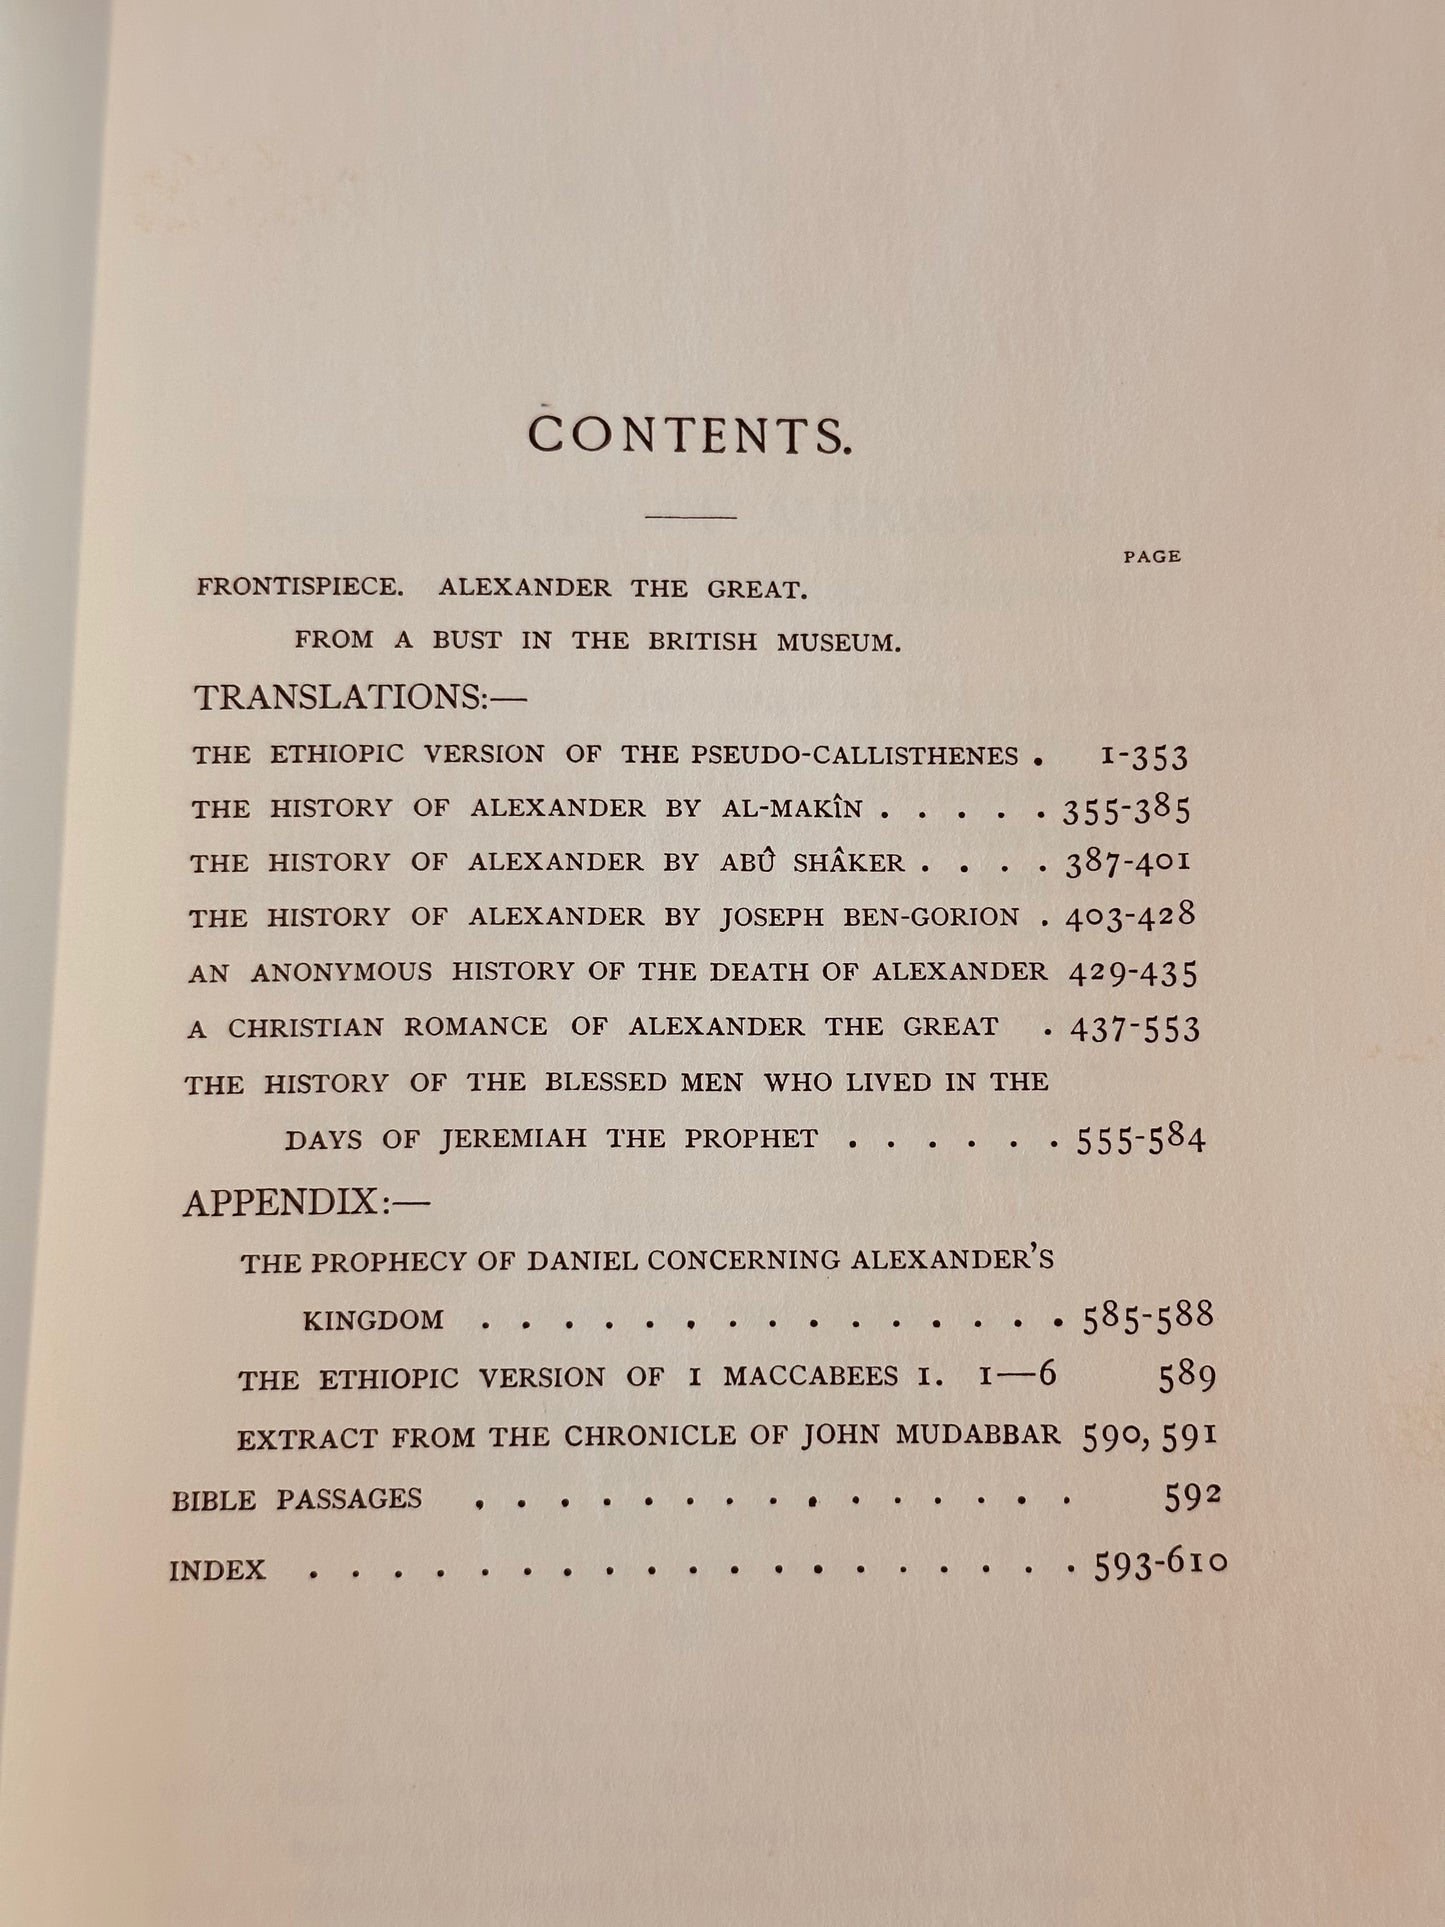 CONTENTS.
PAGE
FRONTISPIECE. ALEXANDER THE GREAT.
FROM A BUST IN THE BRITISH MUSEUM.
TRANSLATIONS:—
THE ETHIOPIC VERSION OF THE PSEUDO-CALLISTHENES . 1-353
THE HISTORY OF ALEXANDER BY AL-MAKÎN . . . . . 355-385
THE HISTORY OF ALEXANDER BY ABÛ SHÂKER . . . . 387-401
THE HISTORY OF ALEXANDER BY JOSEPH BEN-GORION . 403-428
AN ANONYMOUS HISTORY OF THE DEATH OF ALEXANDER 429-435
A CHRISTIAN ROMANCE OF ALEXANDER THE GREAT . 437-553
THE HISTORY OF THE BLESSED MEN WHO LIVED IN THE
DAYS OF JEREMIAH THE PROPHET . . . . . . 555-584
APPENDIX:—
THE PROPHECY OF DANIEL CONCERNING ALEXANDER'S
KINGDOM . . . . . . . . . . . . . . . 585-588
THE ETHIOPIC VERSION OF I MACCABEES I. 1—6 589
EXTRACT FROM THE CHRONICLE OF JOHN MUDABBAR 590, 591
BIBLE PASSAGES . . . . . . . . . . . . . . . 592
INDEX . . . . . . . . . . . . . . . . . . . 593-610